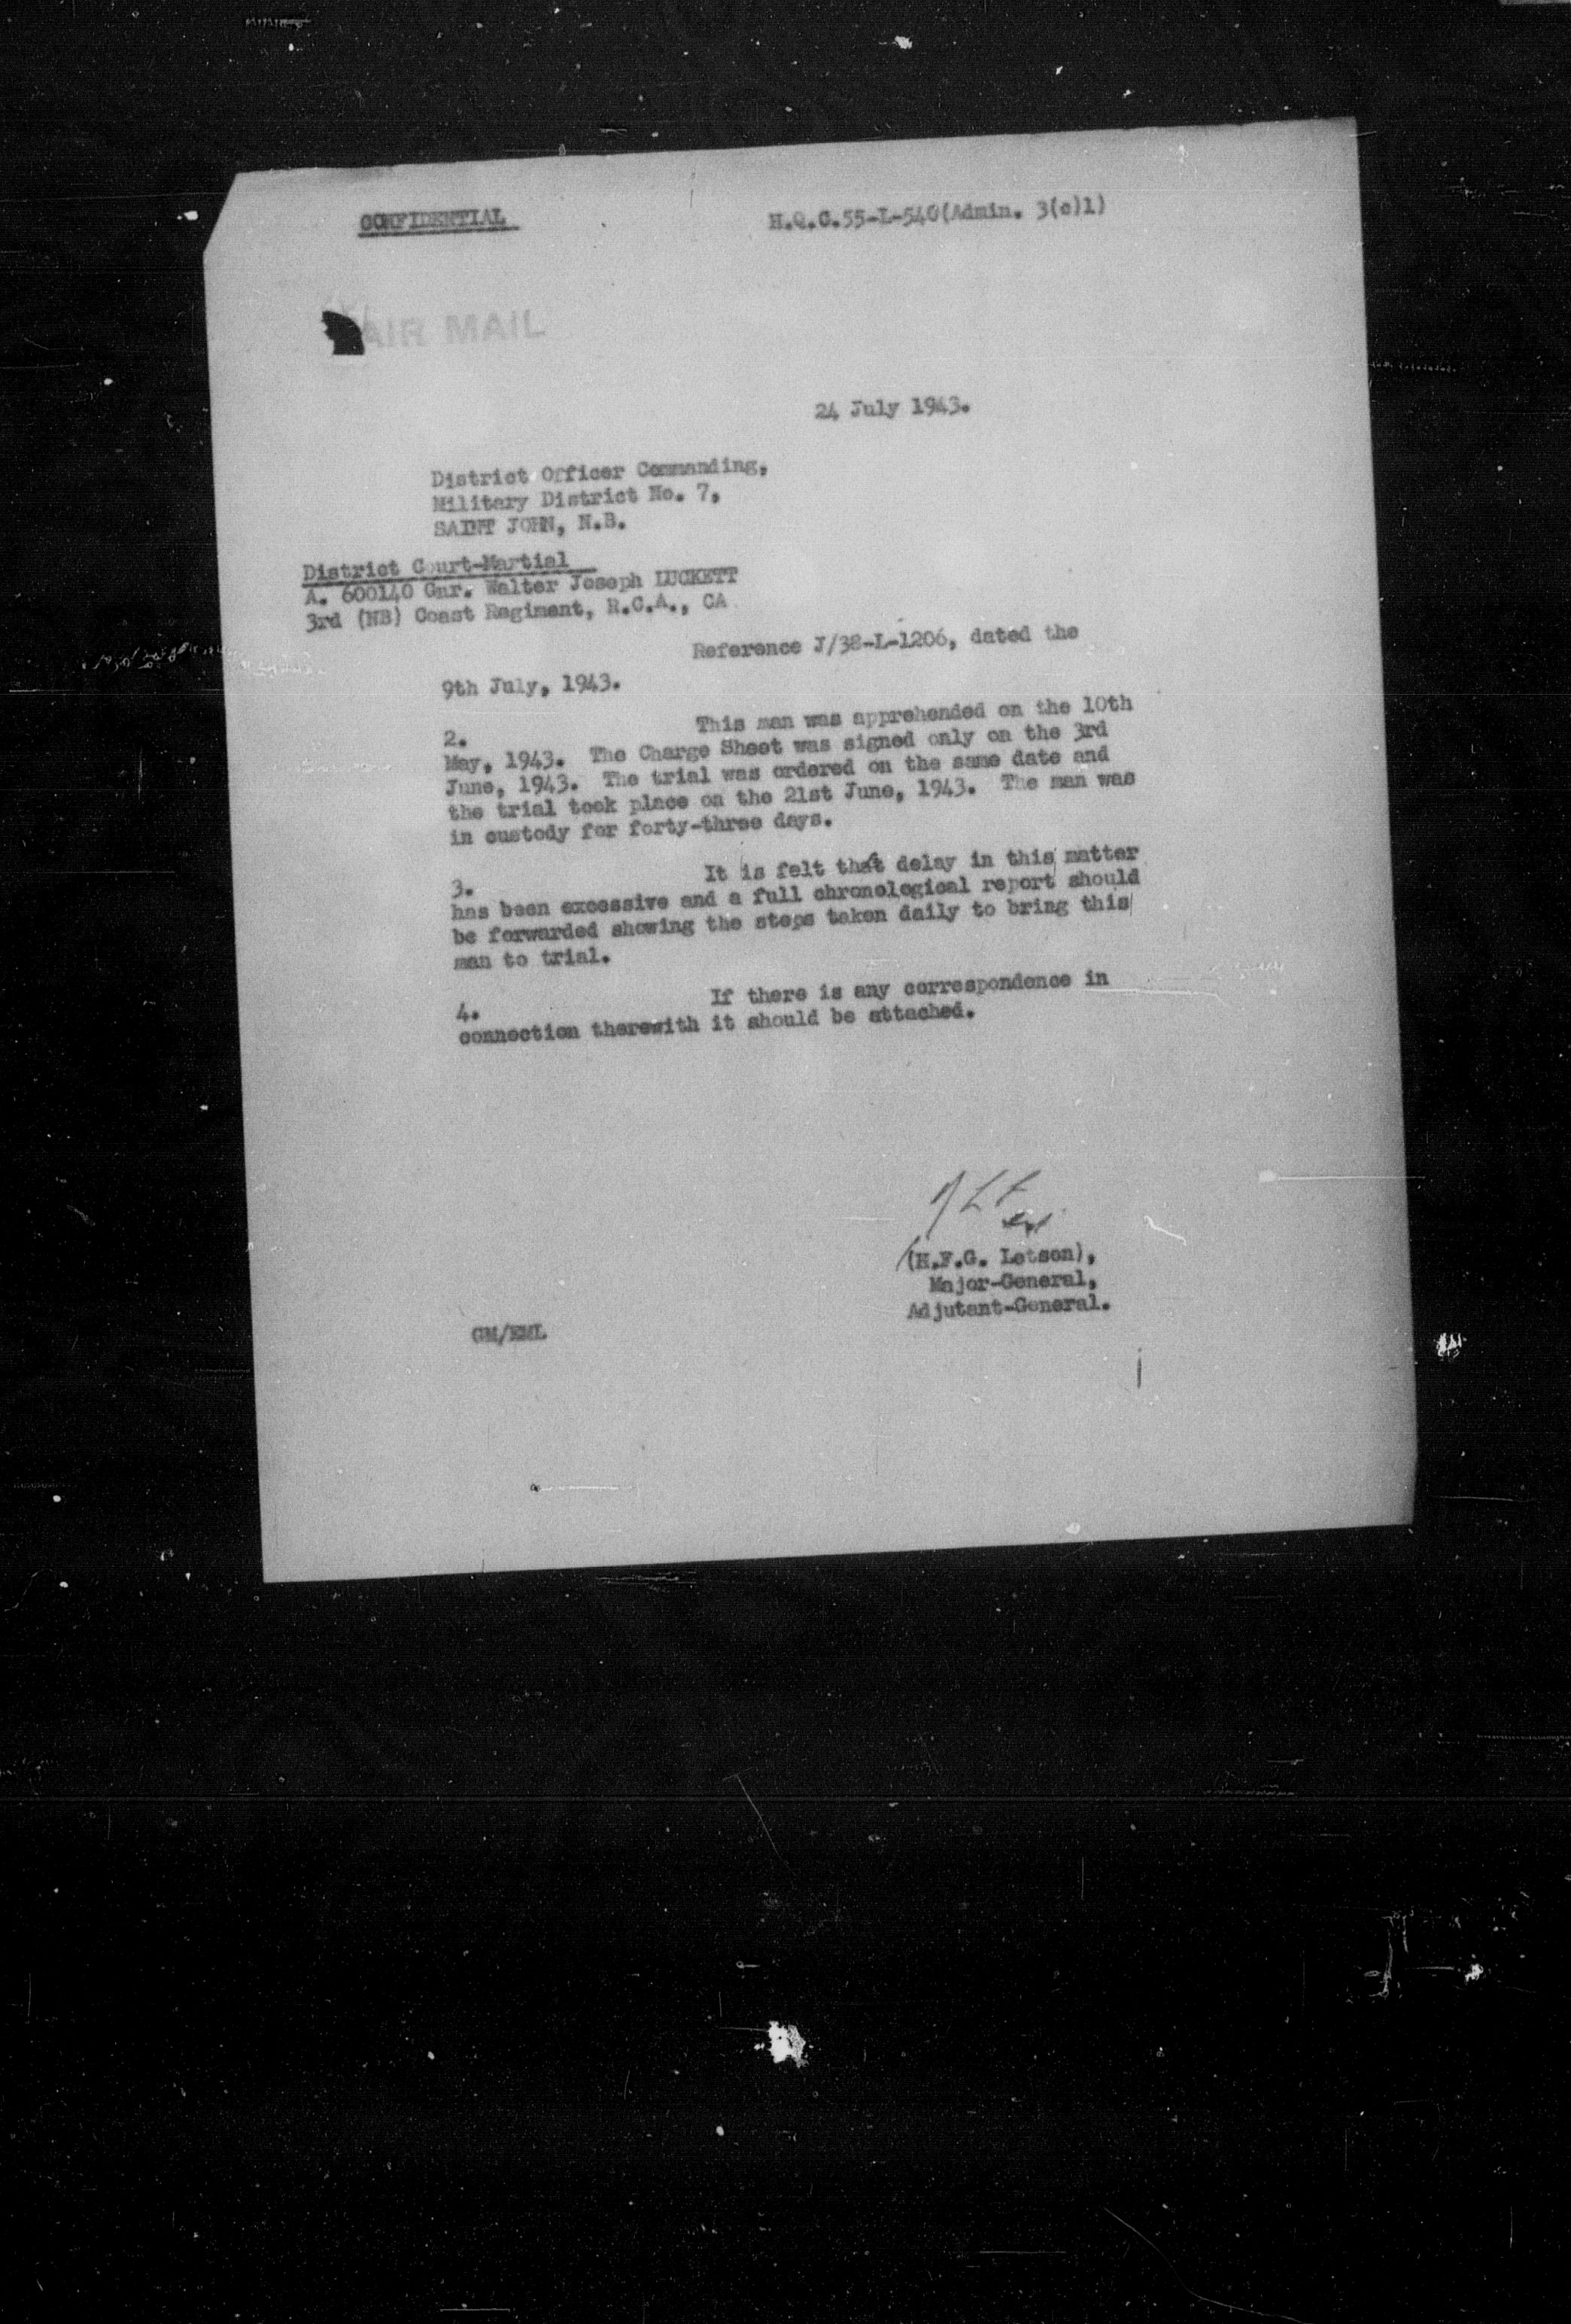 CONFIDENTIAL
H.Q.C.55-L-540(Admin. 3(c)1)
AIR MAIL
24 July 1943.
District Officer Commanding,
Military District No. 7,
SAINT JOHN, N.B.
District Court-Martial
A. 600140 Gnr. Walter Joseph LUCKETT
3rd (NB) Coast Regiment, R.C.A., CA
Reference J/38-L-1206, dated the
9th July, 1943.
2. This man was apprehended on the 10th
May, 1943. The Charge Sheet was signed only on the 3rd
June, 1943. The trial was ordered on the same date and
the trial took place on the 21st June, 1943. The man was
in custody for forty-three days.
3. It is felt that delay in this matter
has been excessive and a full chronological report should
be forwarded showing the steps taken daily to bring this
man to trial.
4. If there is any correspondence in
connection therewith it should be attached.
(H.F.G. Letson),
Major-General,
Adjutant-General.
GM/EML